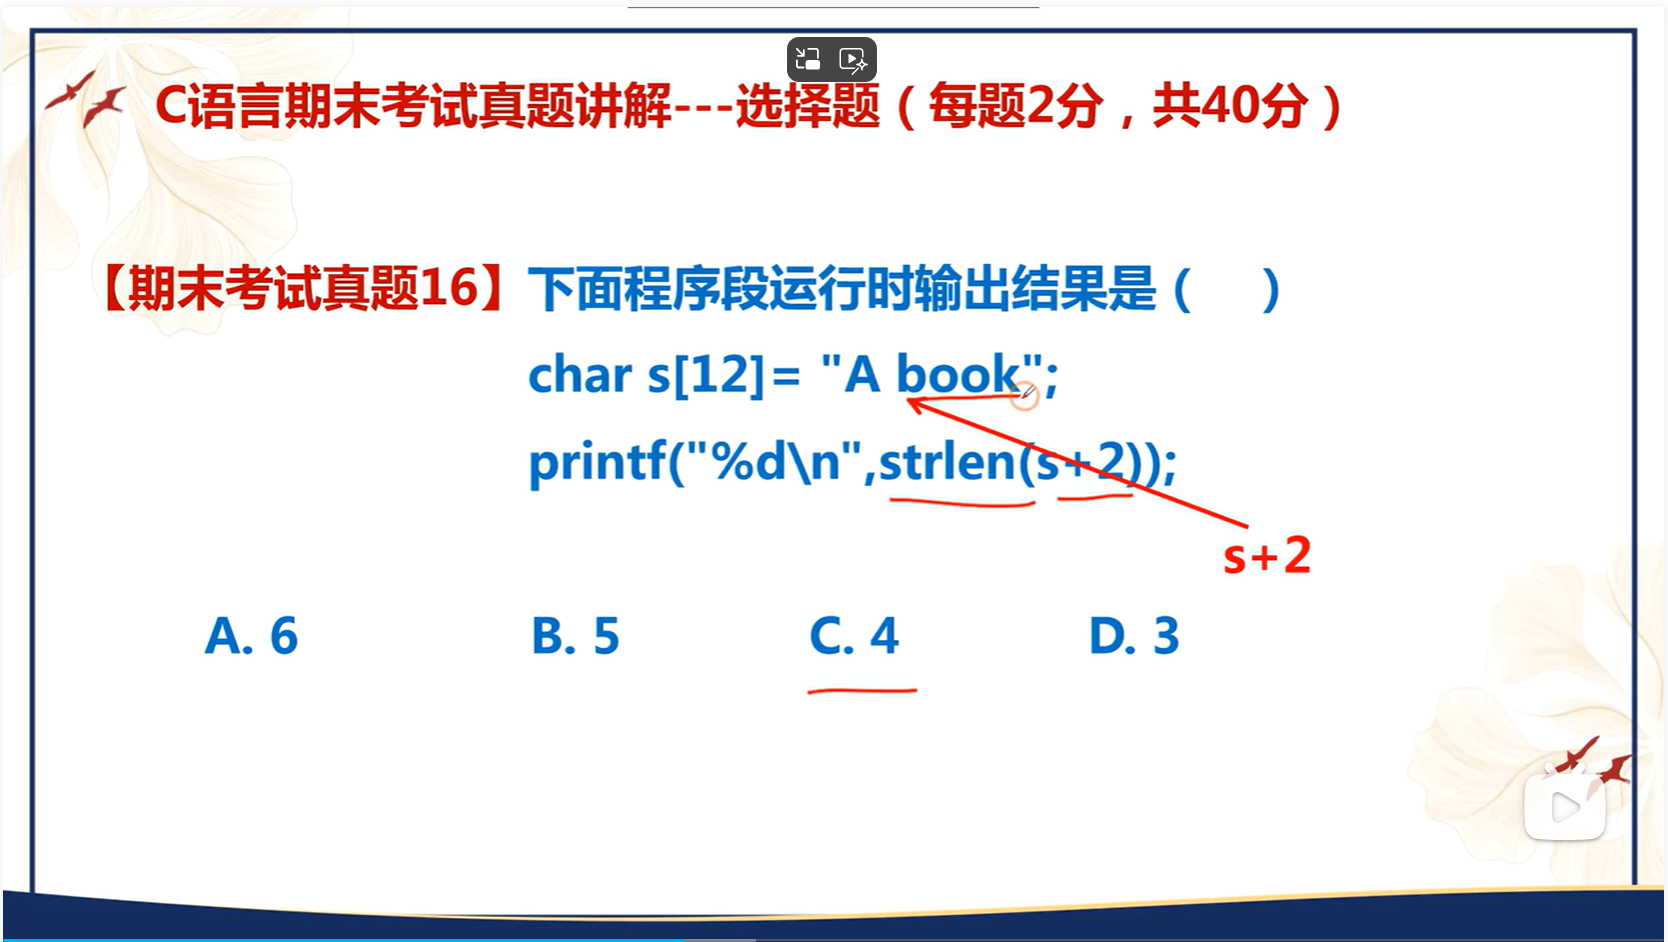 C语言期末考试真题讲解---选择题（每题2分，共40分）
【期末考试真题16】下面程序段运行时输出结果是（　）
char s[12]= "A book";
printf("%d\n",strlen(s+2));
s+2
A. 6 B. 5 C. 4 D. 3